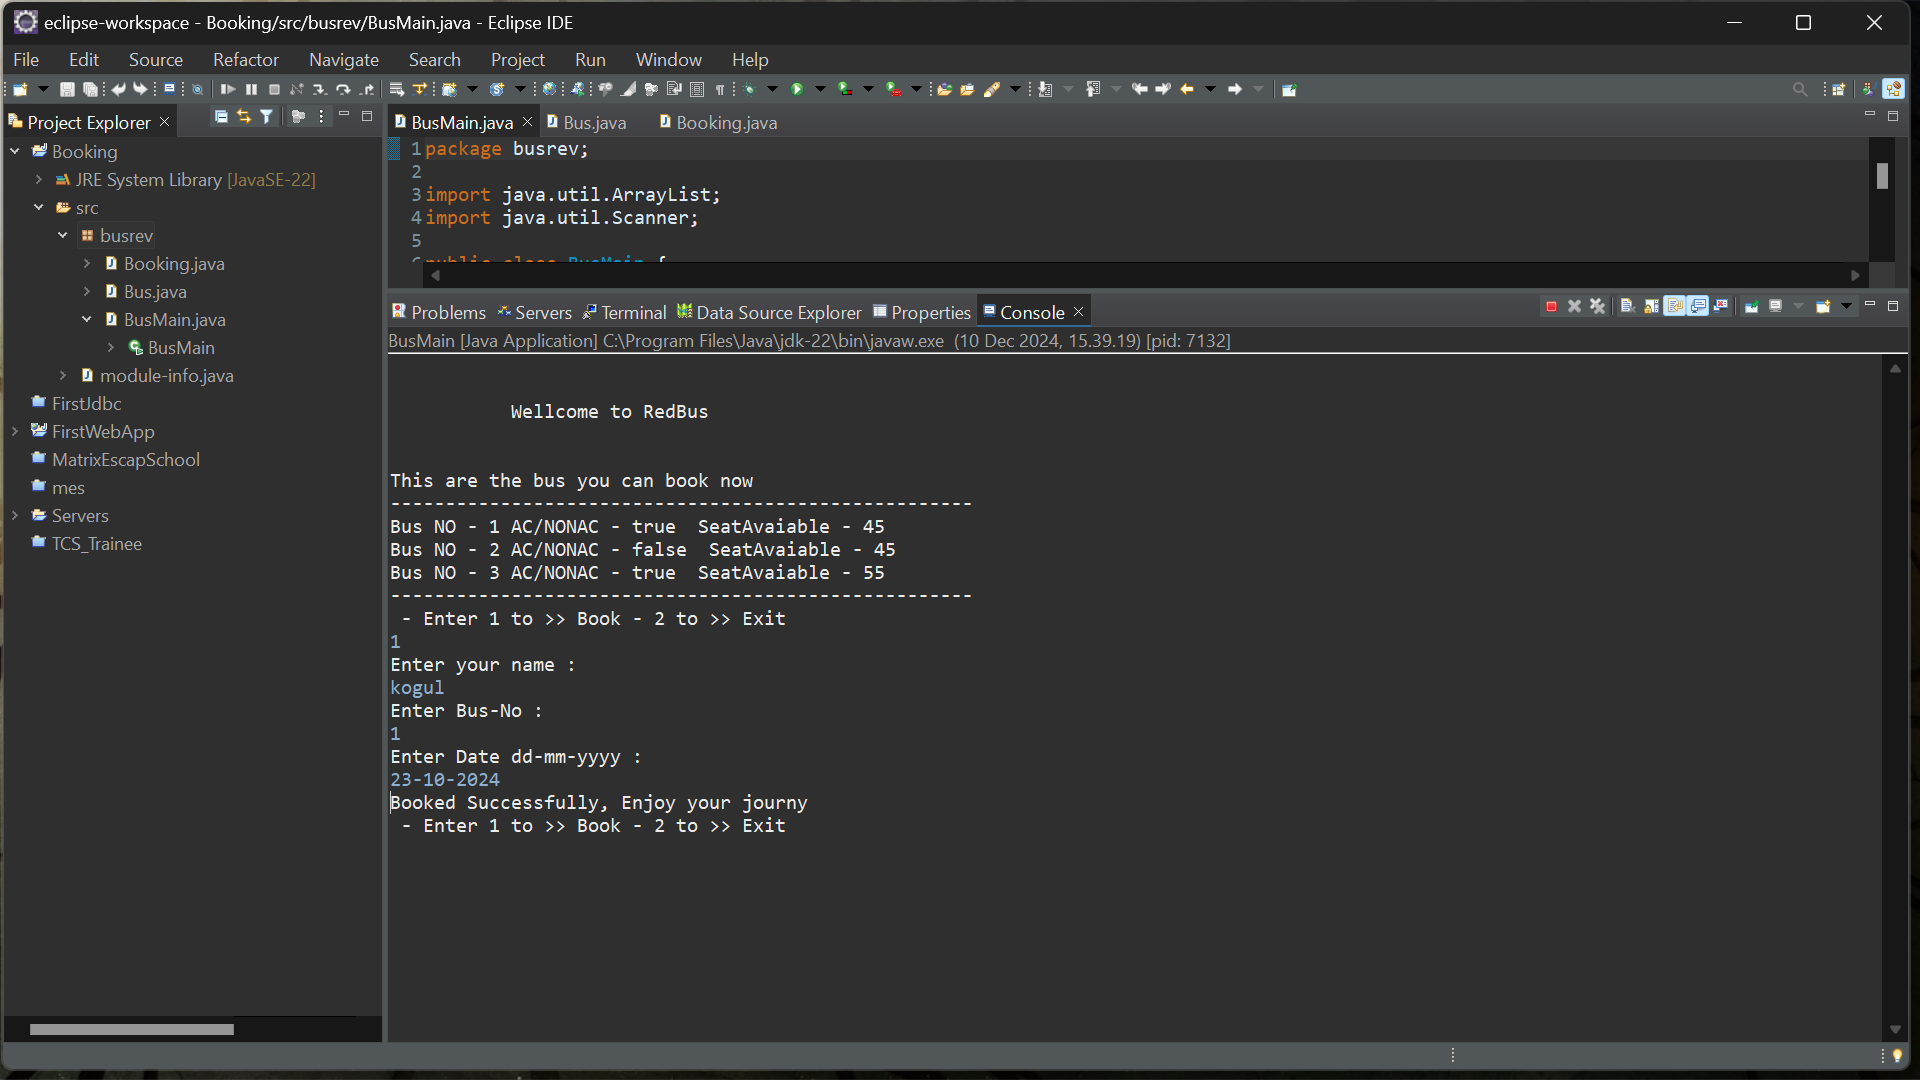 eclipse-workspace - Booking/src/busrev/BusMain.java - Eclipse IDE
File Edit Source Refactor Navigate Search Project Run Window Help
Project Explorer
Booking
JRE System Library [JavaSE-22]
src
busrev
Booking.java
Bus.java
BusMain.java
BusMain
module-info.java
FirstJdbc
FirstWebApp
MatrixEscapSchool
mes
Servers
TCS_Trainee
BusMain.java Bus.java Booking.java
1 package busrev;
2
3 import java.util.ArrayList;
4 import java.util.Scanner;
5
6 public class BusMain {
Problems Servers Terminal Data Source Explorer Properties Console
BusMain [Java Application] C:\Program Files\Java\jdk-22\bin\javaw.exe (10 Dec 2024, 15.39.19) [pid: 7132]
Wellcome to RedBus
This are the bus you can book now
-----------------------------------------------------
Bus NO - 1 AC/NONAC - true  SeatAvaiable - 45
Bus NO - 2 AC/NONAC - false  SeatAvaiable - 45
Bus NO - 3 AC/NONAC - true  SeatAvaiable - 55
-----------------------------------------------------
- Enter 1 to >> Book - 2 to >> Exit
1
Enter your name :
kogul
Enter Bus-No :
1
Enter Date dd-mm-yyyy :
23-10-2024
Booked Successfully, Enjoy your journy
- Enter 1 to >> Book - 2 to >> Exit